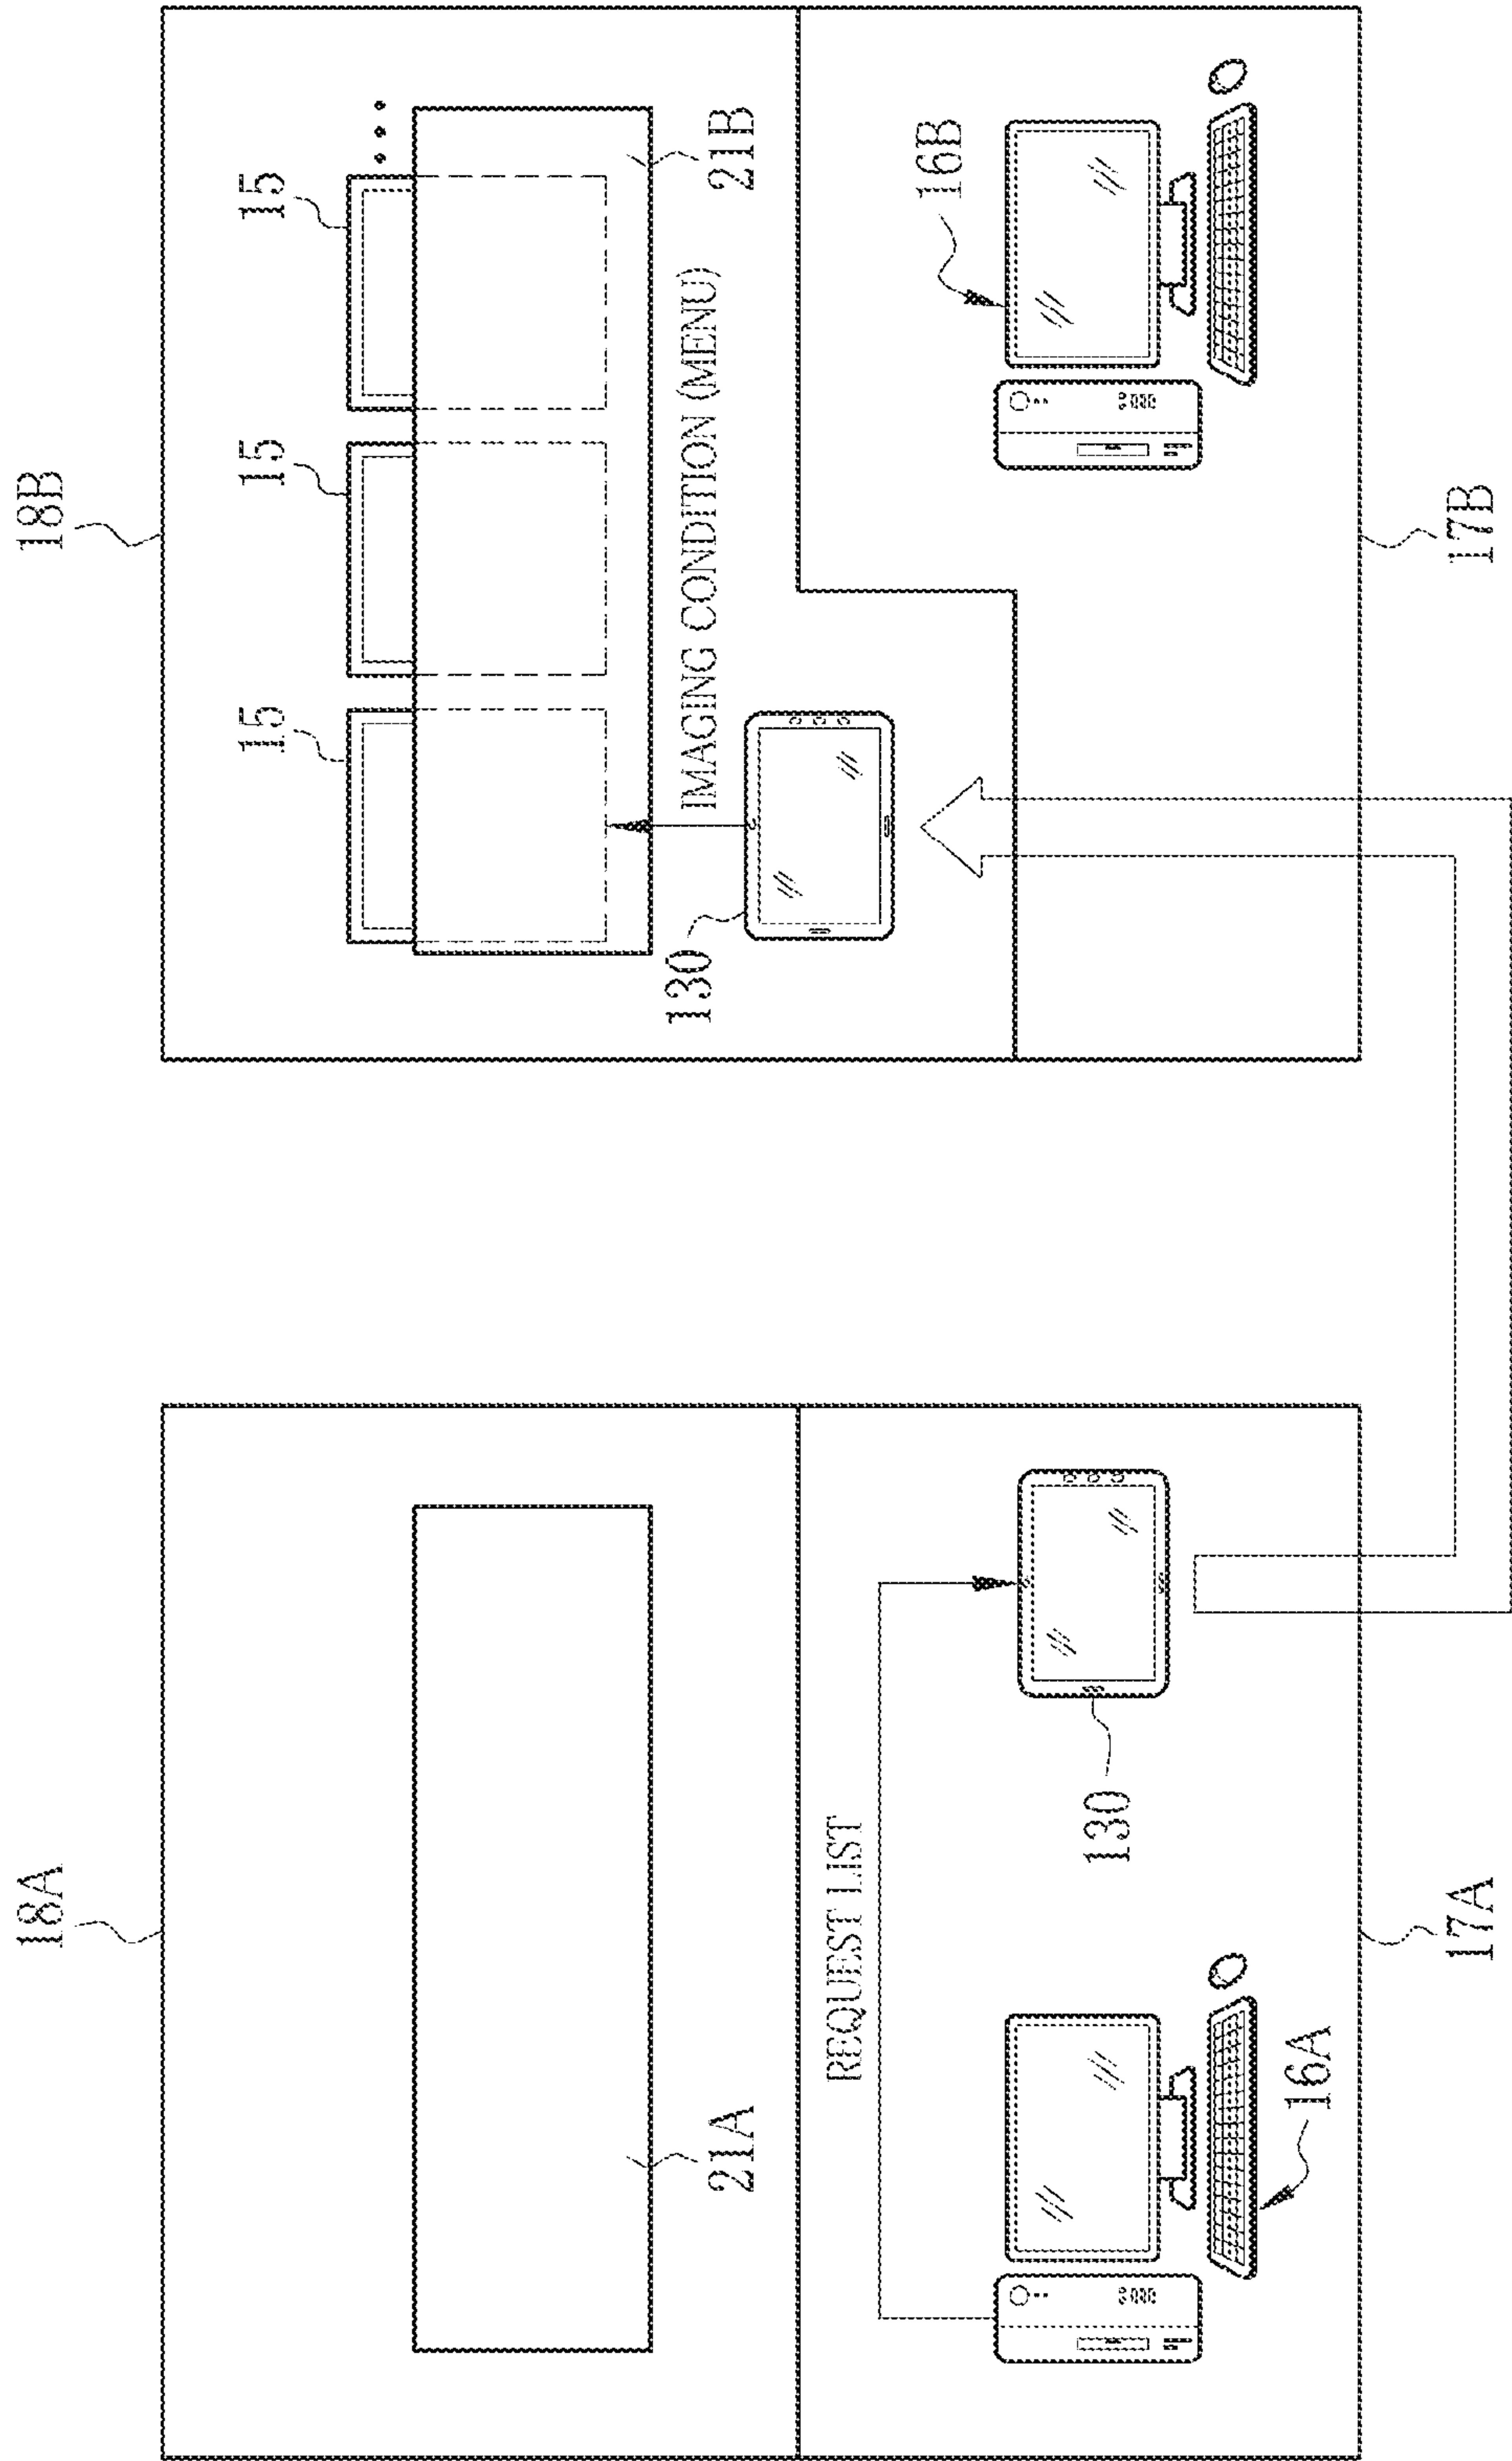 18A
18B
15
15
15
21A
21B
130
IMAGING CONDITION (MENU)
REQUEST LIST
16B
130
16A
17A
17B